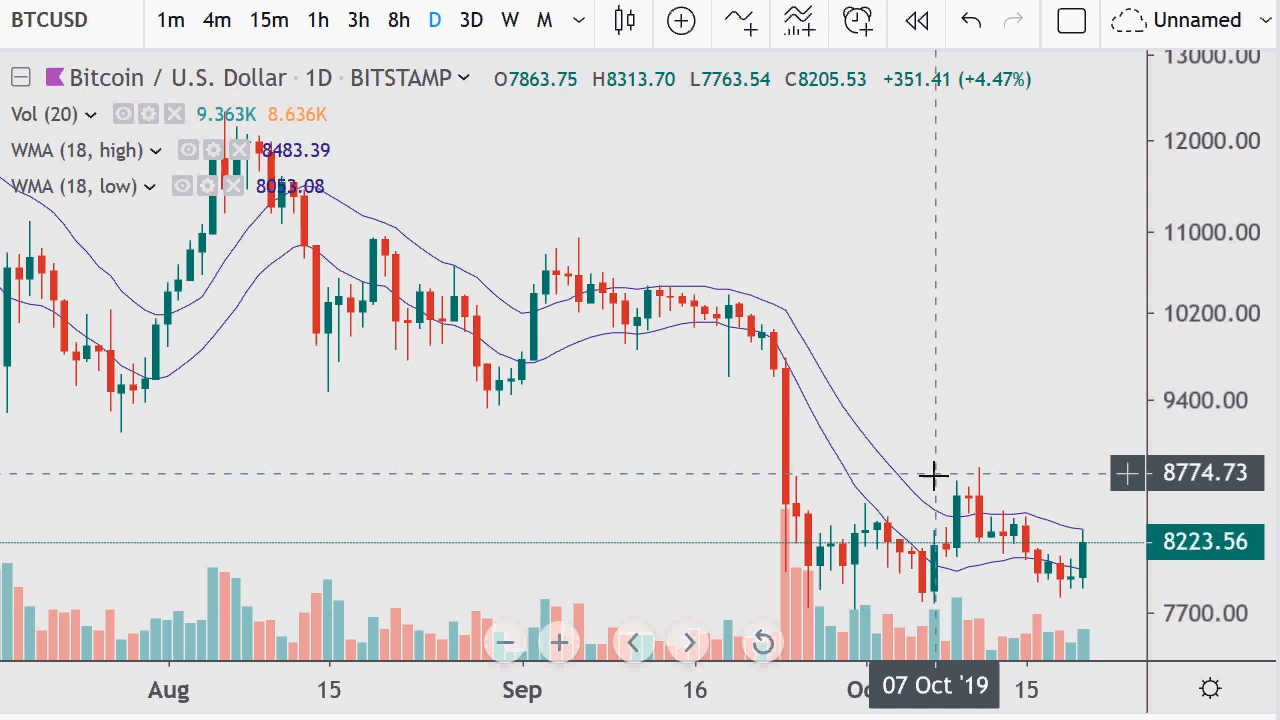 BTCUSD 1m 4m 15m 1h 3h 8h D 3D W M Unnamed
Bitcoin / U.S. Dollar · 1D · BITSTAMP O7863.75 H8313.70 L7763.54 C8205.53 +351.41 (+4.47%)
Vol (20) 9.363K 8.636K
WMA (18, high) 8483.39
WMA (18, low) 8053.08
13000.00
12000.00
11000.00
10200.00
9400.00
8774.73
8223.56
7700.00
Aug 15 Sep 16 07 Oct '19 15